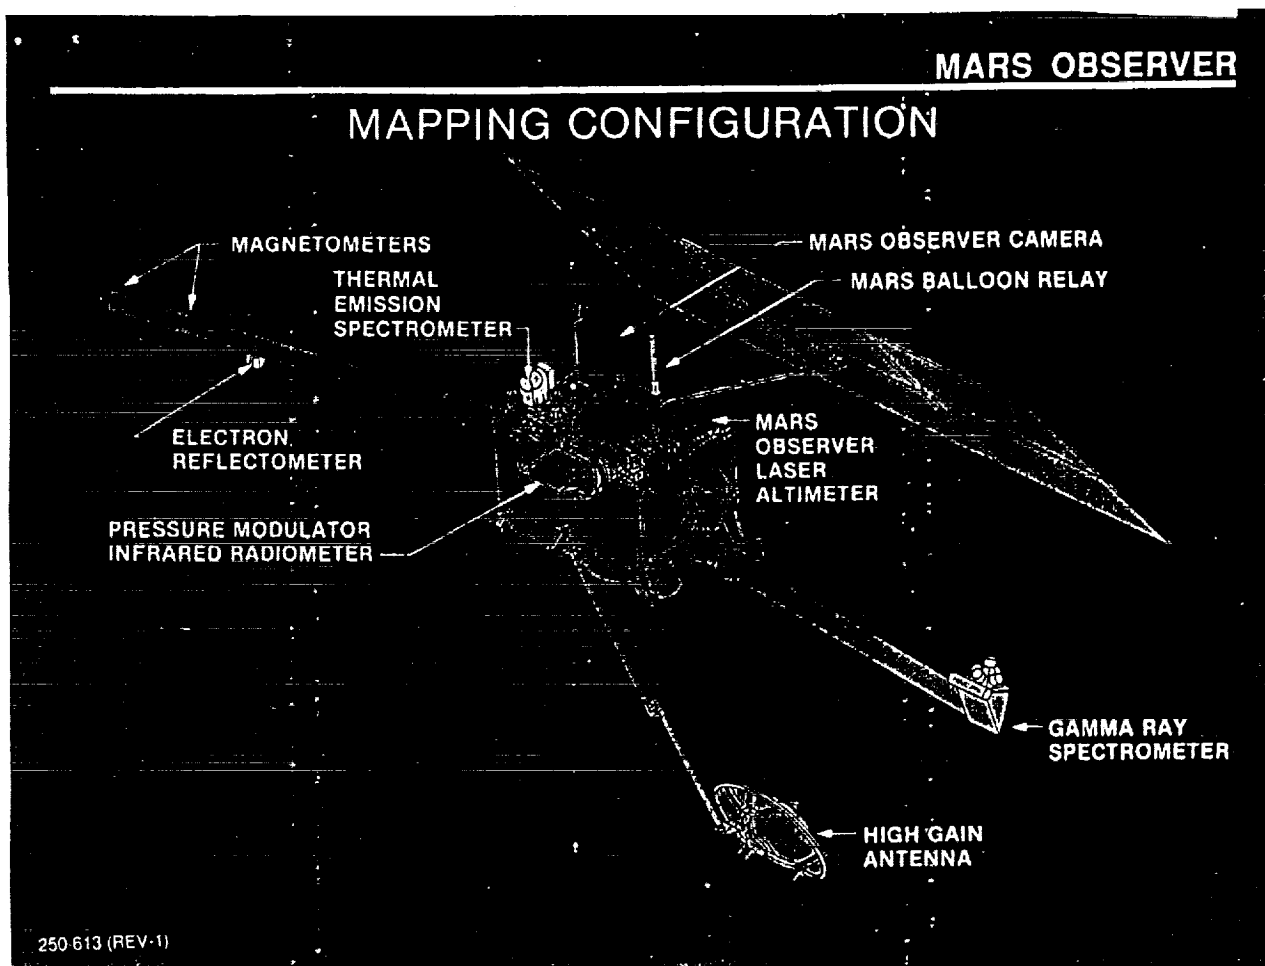 MARS OBSERVER
MAPPING CONFIGURATION
MAGNETOMETERS
THERMAL
EMISSION
SPECTROMETER
MARS OBSERVER CAMERA
MARS BALLOON RELAY
ELECTRON
REFLECTOMETER
MARS
OBSERVER
LASER
ALTIMETER
PRESSURE MODULATOR
INFRARED RADIOMETER
GAMMA RAY
SPECTROMETER
HIGH GAIN
ANTENNA
250-613 (REV-1)